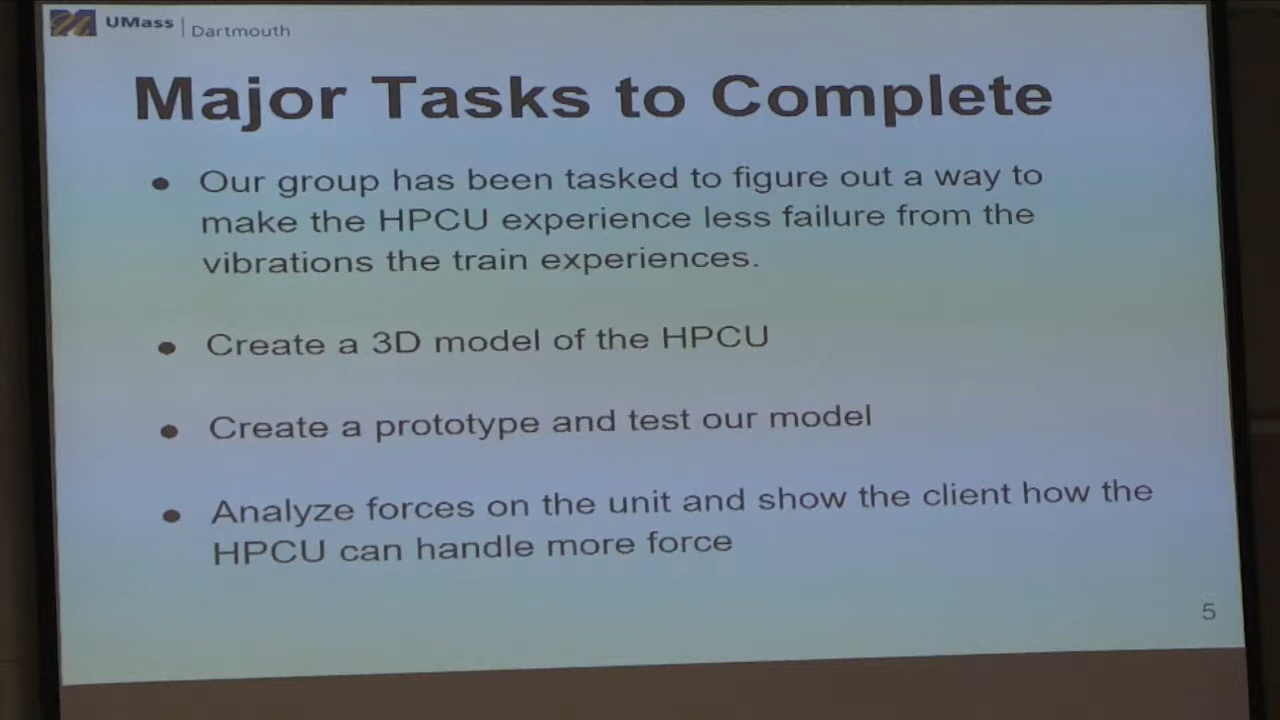 UMass | Dartmouth
Major Tasks to Complete
• Our group has been tasked to figure out a way to
make the HPCU experience less failure from the
vibrations the train experiences.
• Create a 3D model of the HPCU
• Create a prototype and test our model
• Analyze forces on the unit and show the client how the
HPCU can handle more force
5